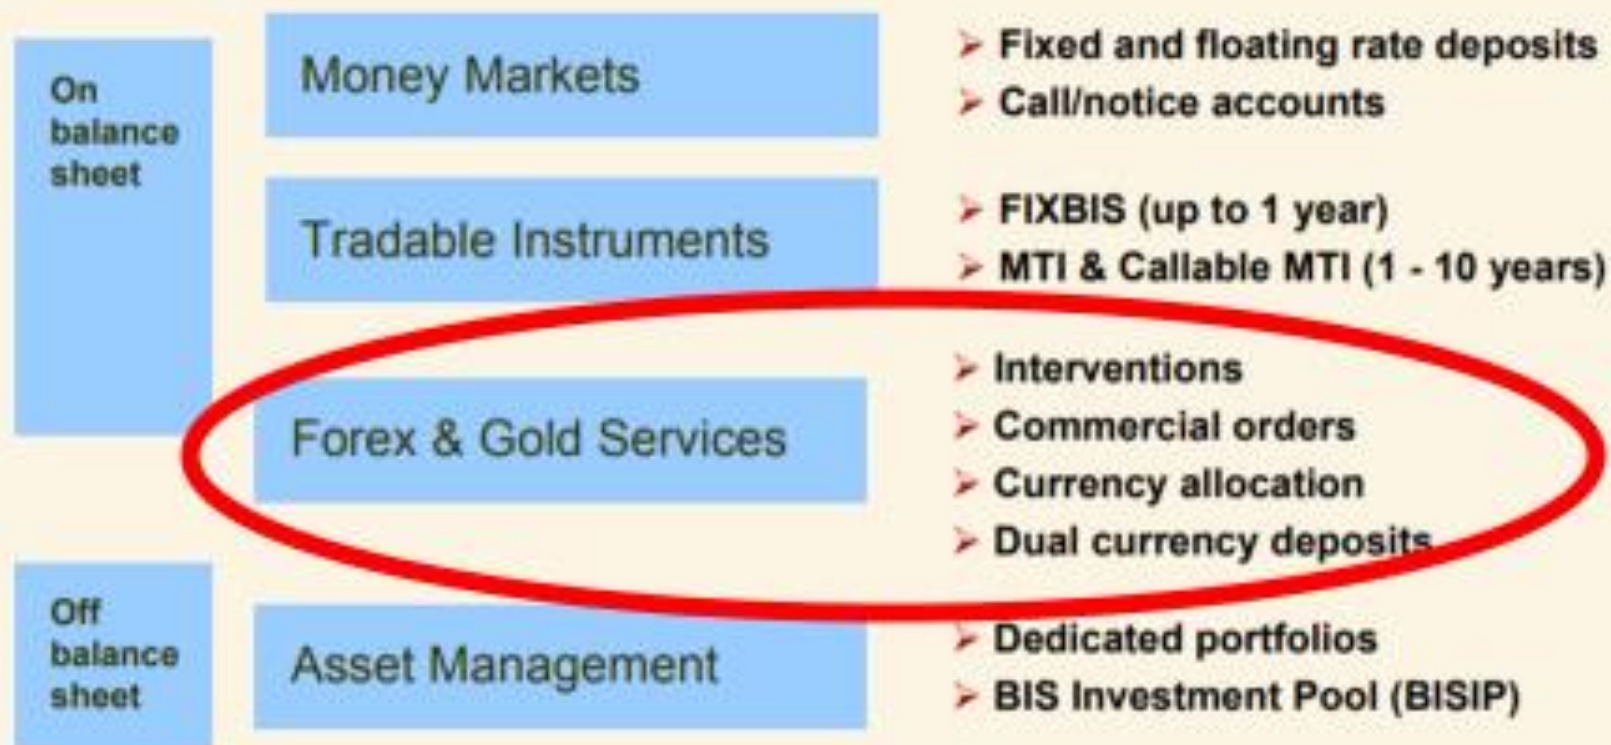 On
balance
sheet
Money Markets
➢ Fixed and floating rate deposits
➢ Call/notice accounts
Tradable Instruments
➢ FIXBIS (up to 1 year)
➢ MTI & Callable MTI (1 - 10 years)
Forex & Gold Services
➢ Interventions
➢ Commercial orders
➢ Currency allocation
➢ Dual currency deposits
Off
balance
sheet
Asset Management
➢ Dedicated portfolios
➢ BIS Investment Pool (BISIP)